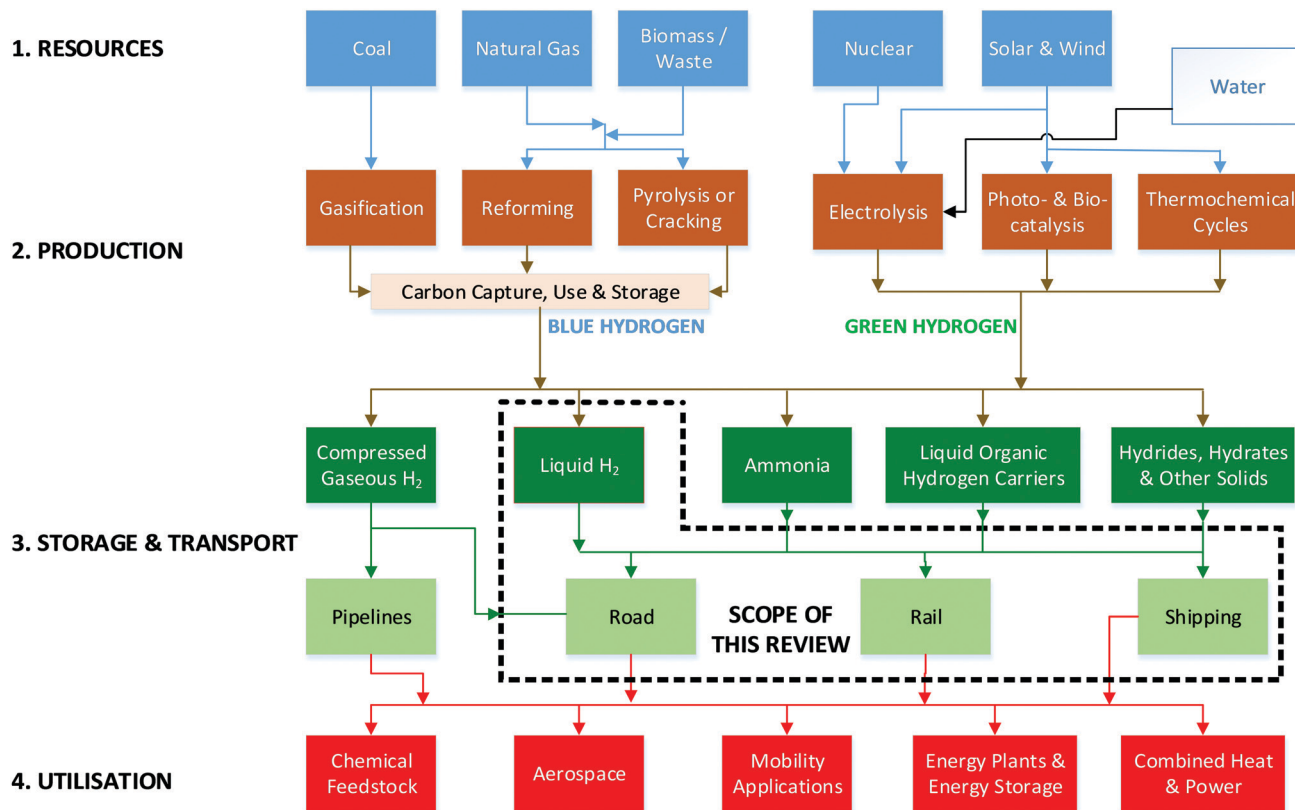 1. RESOURCES
Coal
Natural Gas
Biomass /
Waste
Nuclear
Solar & Wind
Water
2. PRODUCTION
Gasification
Reforming
Pyrolysis or
Cracking
Electrolysis
Photo- & Bio-
catalysis
Thermochemical
Cycles
Carbon Capture, Use & Storage
BLUE HYDROGEN
GREEN HYDROGEN
3. STORAGE & TRANSPORT
Compressed
Gaseous H₂
Liquid H₂
Ammonia
Liquid Organic
Hydrogen Carriers
Hydrides, Hydrates
& Other Solids
Pipelines
Road
SCOPE OF
THIS REVIEW
Rail
Shipping
4. UTILISATION
Chemical
Feedstock
Aerospace
Mobility
Applications
Energy Plants &
Energy Storage
Combined Heat
& Power